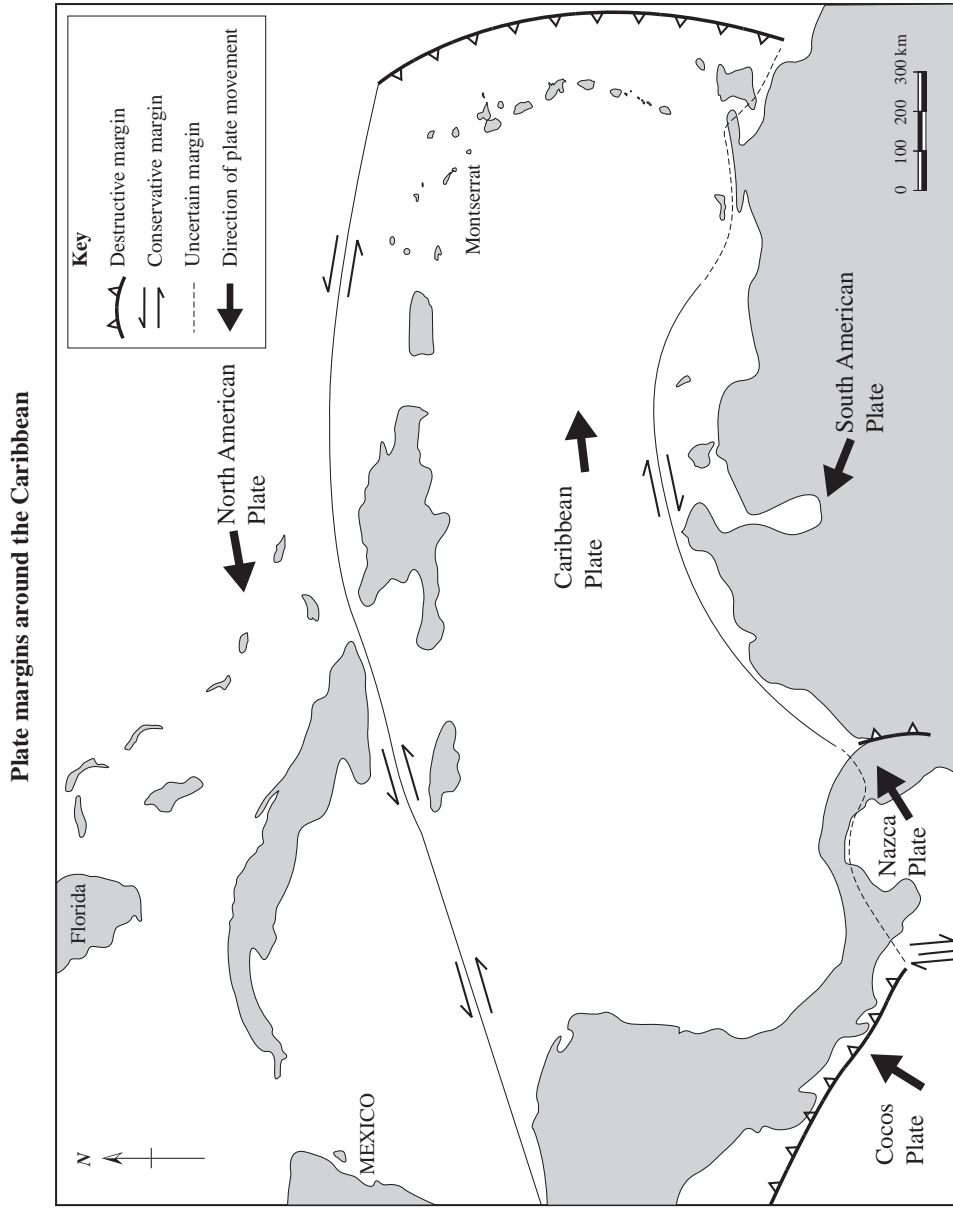 Plate margins around the Caribbean
N
Florida
MEXICO
North American
Plate
Key
Destructive margin
Conservative margin
Uncertain margin
Direction of plate movement
Montserrat
Caribbean
Plate
South American
Plate
Cocos
Plate
Nazca
Plate
0 100 200 300 km